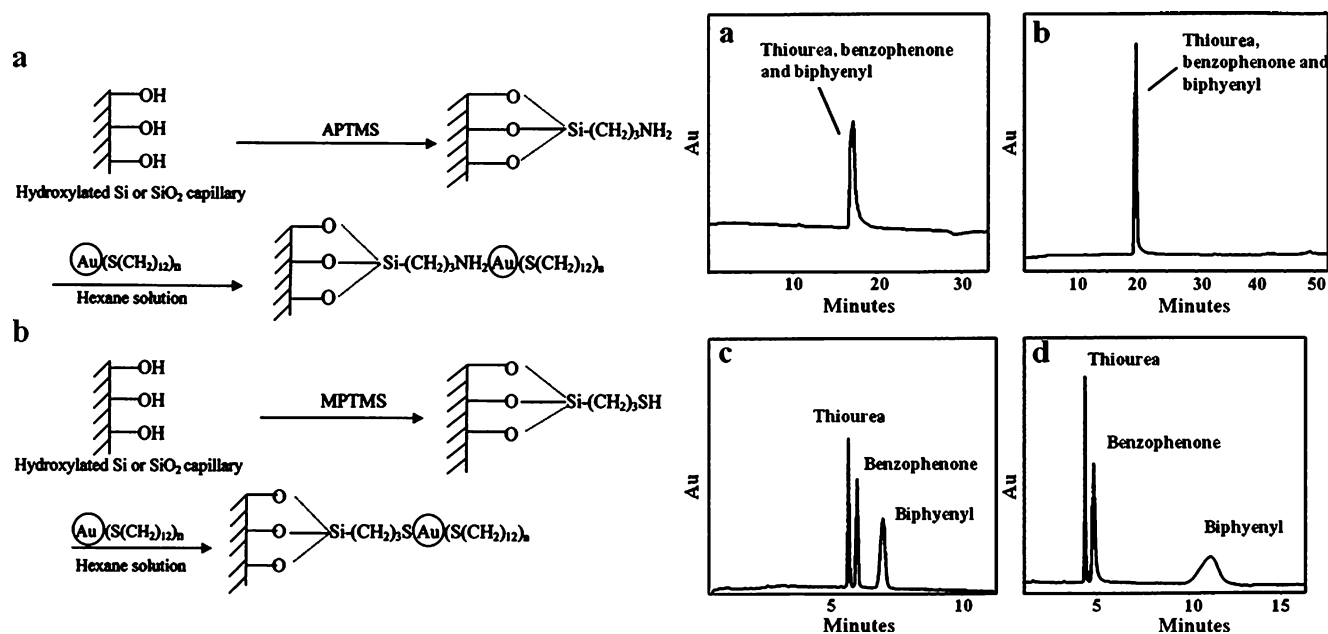 a
OH
OH
OH
Hydroxylated Si or SiO₂ capillary
APTMS
O
O
O
Si-(CH₂)₃NH₂
Au(S(CH₂)₁₂)ₙ
Hexane solution
O
O
O
Si-(CH₂)₃NH₂Au(S(CH₂)₁₂)ₙ
b
OH
OH
OH
Hydroxylated Si or SiO₂ capillary
MPTMS
O
O
O
Si-(CH₂)₃SH
Au(S(CH₂)₁₂)ₙ
Hexane solution
O
O
O
Si-(CH₂)₃SAu(S(CH₂)₁₂)ₙ
a
Thiourea, benzophenone
and biphyenyl
Au
10 20 30
Minutes
b
Thiourea,
benzophenone and
biphyenyl
Au
10 20 30 40 50
Minutes
c
Thiourea
Benzophenone
Biphyenyl
Au
5 10
Minutes
d
Thiourea
Benzophenone
Biphyenyl
Au
5 10 15
Minutes